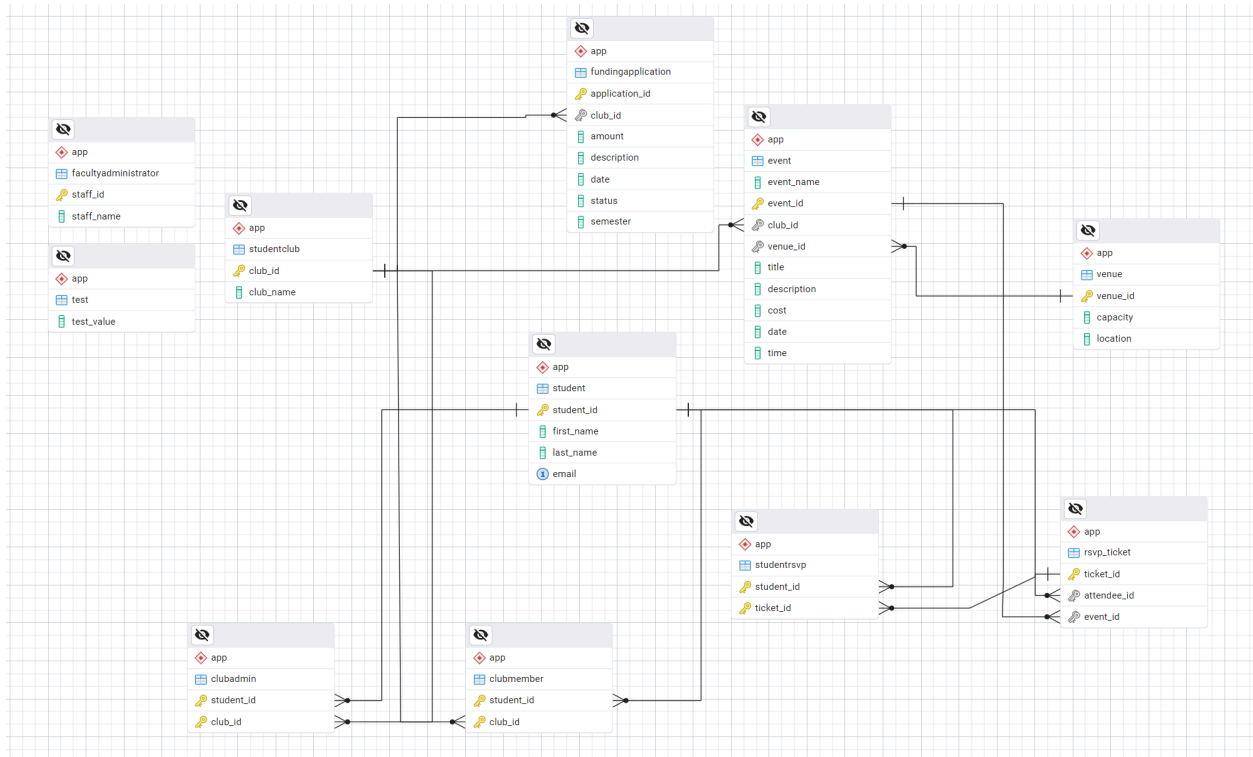 app
fundingapplication
application_id
club_id
amount
description
date
status
semester
app
event
event_name
event_id
club_id
venue_id
title
description
cost
date
time
app
facultyadministrator
staff_id
staff_name
app
studentclub
club_id
club_name
app
test
test_value
app
venue
venue_id
capacity
location
app
student
student_id
first_name
last_name
email
app
studentrsvp
student_id
ticket_id
app
rsvp_ticket
ticket_id
attendee_id
event_id
app
clubadmin
student_id
club_id
app
clubmember
student_id
club_id